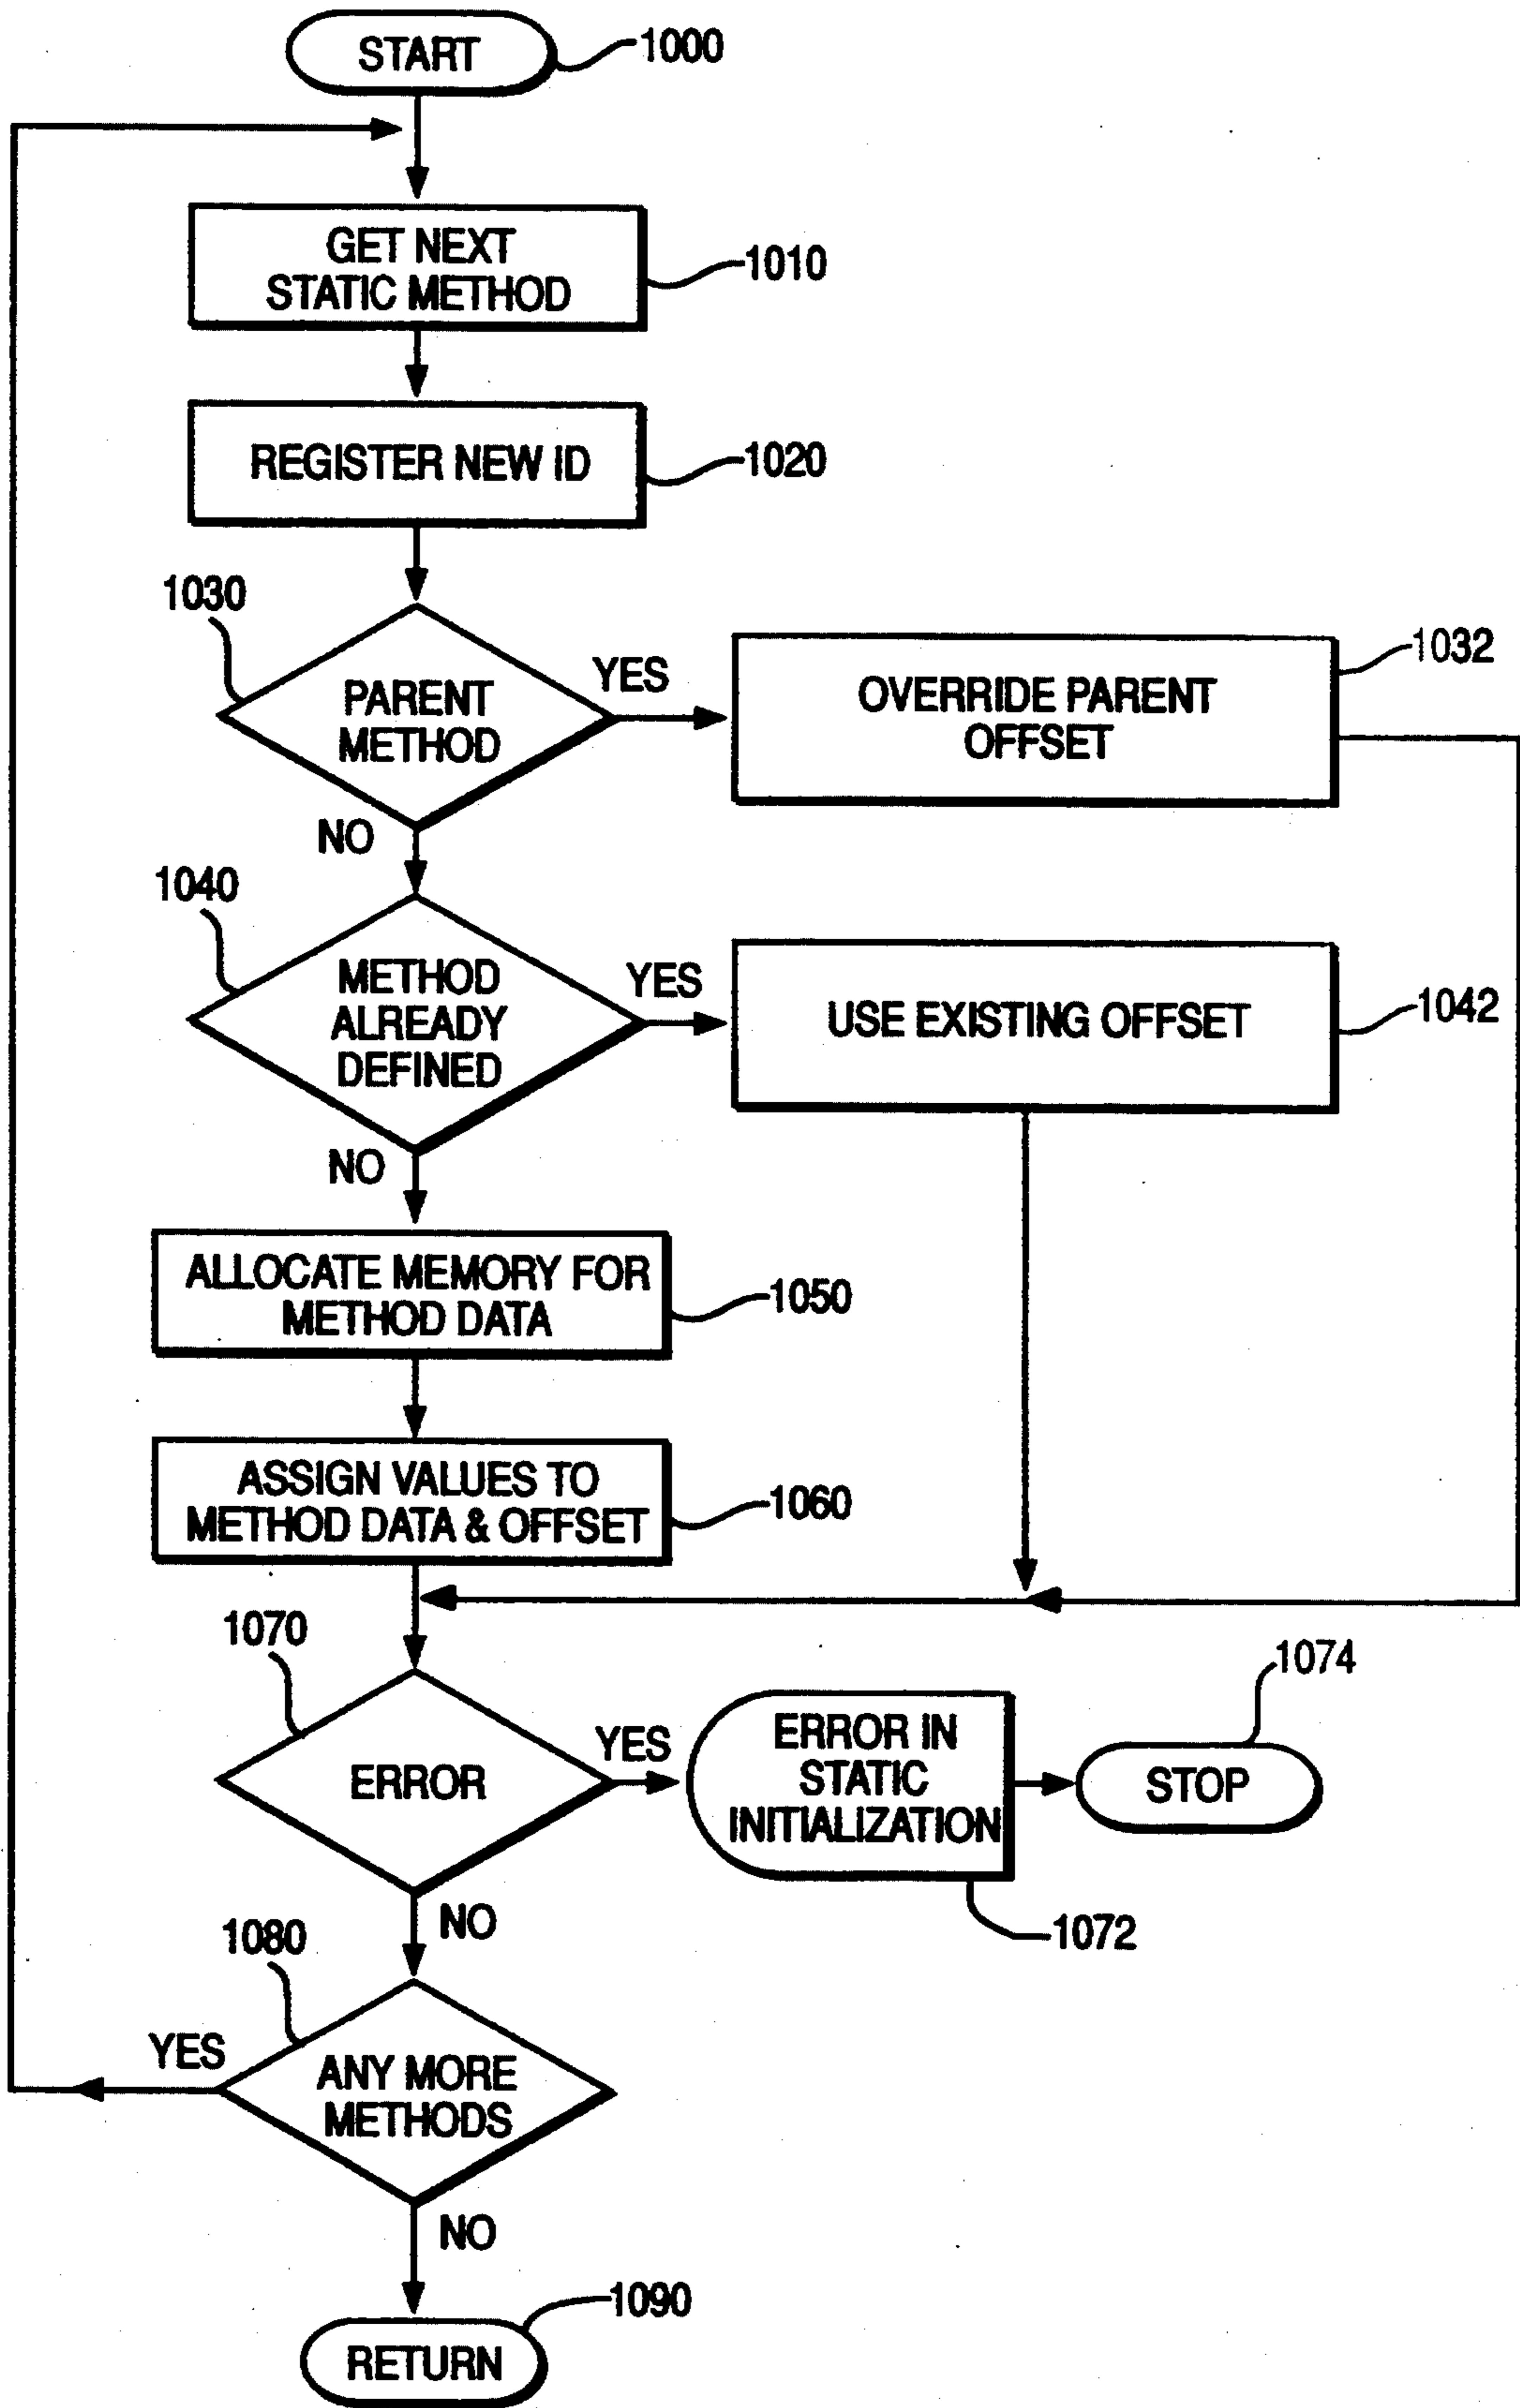 START
1000
GET NEXT
STATIC METHOD
1010
REGISTER NEW ID
1020
1030
PARENT
METHOD
YES
OVERRIDE PARENT
OFFSET
1032
NO
1040
METHOD
ALREADY
DEFINED
YES
USE EXISTING OFFSET
1042
NO
ALLOCATE MEMORY FOR
METHOD DATA
1050
ASSIGN VALUES TO
METHOD DATA & OFFSET
1060
1070
ERROR
YES
ERROR IN
STATIC
INITIALIZATION
1072
STOP
1074
NO
1080
ANY MORE
METHODS
YES
NO
RETURN
1090